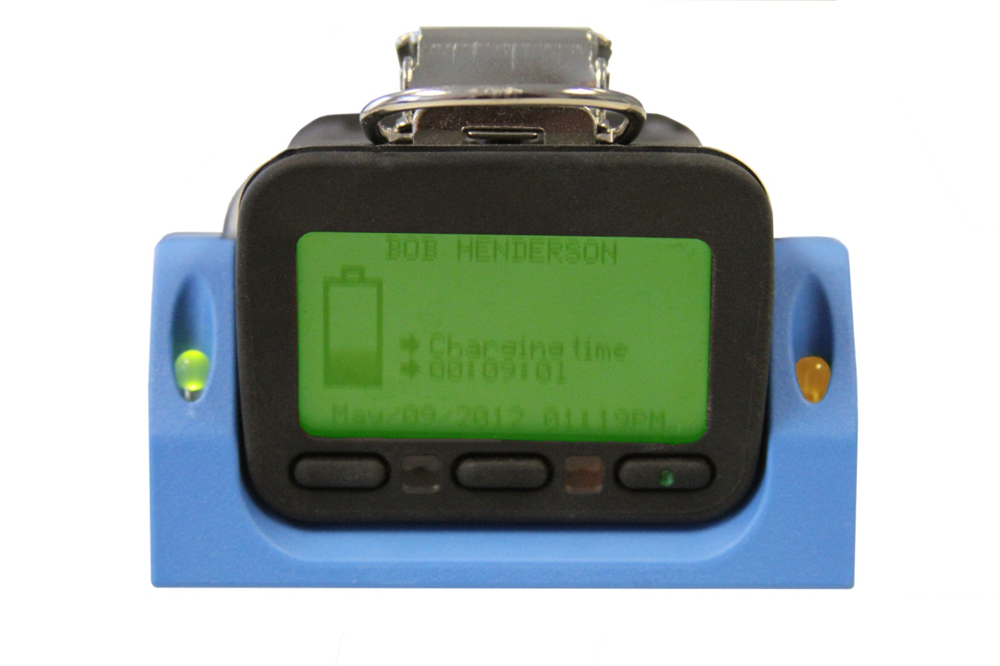 BOB HENDERSON
Charging time
00:09:01
May/09/2012 01:19PM